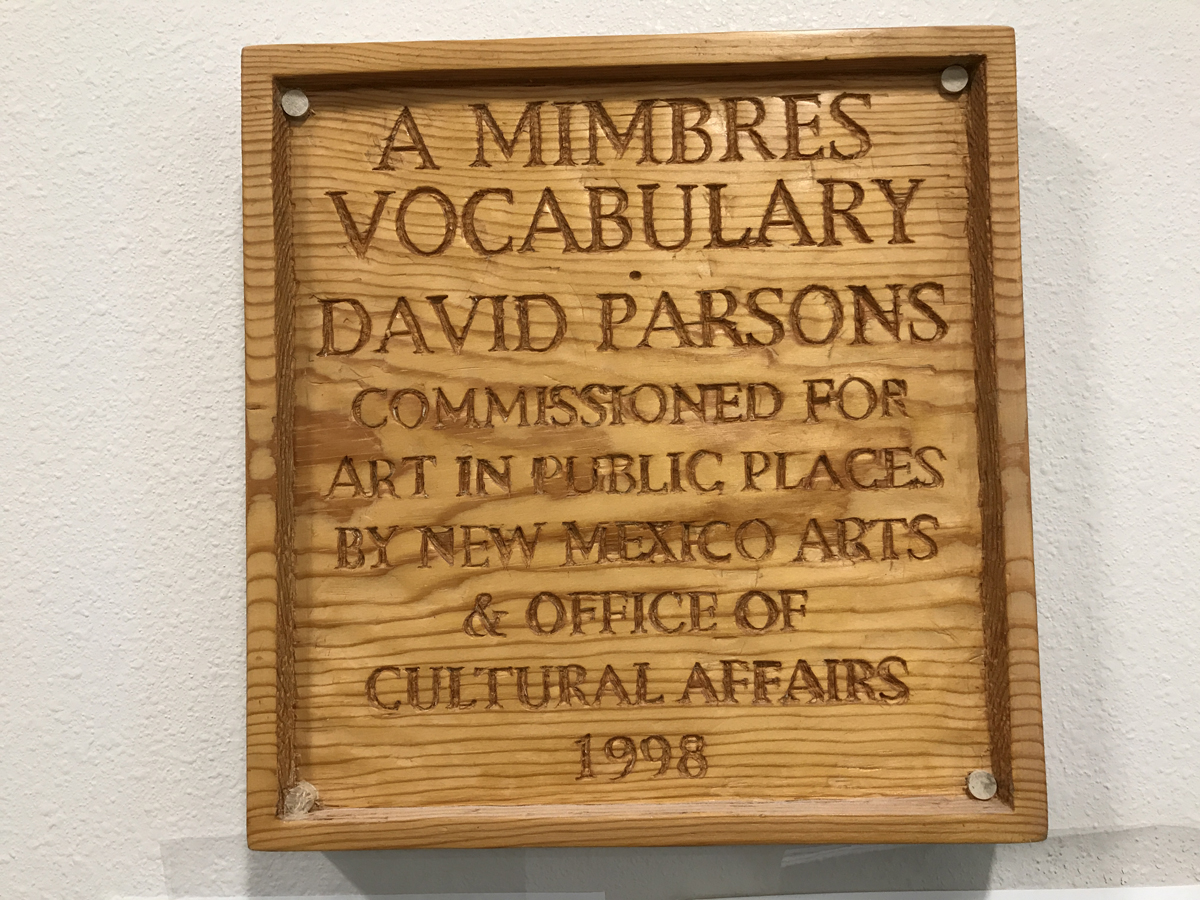 A MIMBRES
VOCABULARY
•
DAVID PARSONS
COMMISSIONED FOR
ART IN PUBLIC PLACES
BY NEW MEXICO ARTS
& OFFICE OF
CULTURAL AFFAIRS
1998